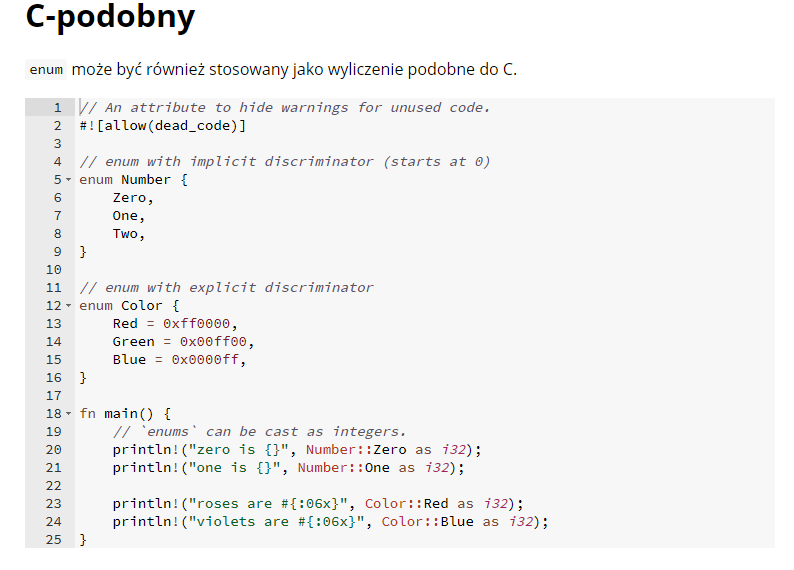 C-podobny
enum może być również stosowany jako wyliczenie podobne do C.
1 // An attribute to hide warnings for unused code.
2 #![allow(dead_code)]
3
4 // enum with implicit discriminator (starts at 0)
5 enum Number {
6     Zero,
7     One,
8     Two,
9 }
10
11 // enum with explicit discriminator
12 enum Color {
13     Red = 0xff0000,
14     Green = 0x00ff00,
15     Blue = 0x0000ff,
16 }
17
18 fn main() {
19     // `enums` can be cast as integers.
20     println!("zero is {}", Number::Zero as i32);
21     println!("one is {}", Number::One as i32);
22
23     println!("roses are #{:06x}", Color::Red as i32);
24     println!("violets are #{:06x}", Color::Blue as i32);
25 }